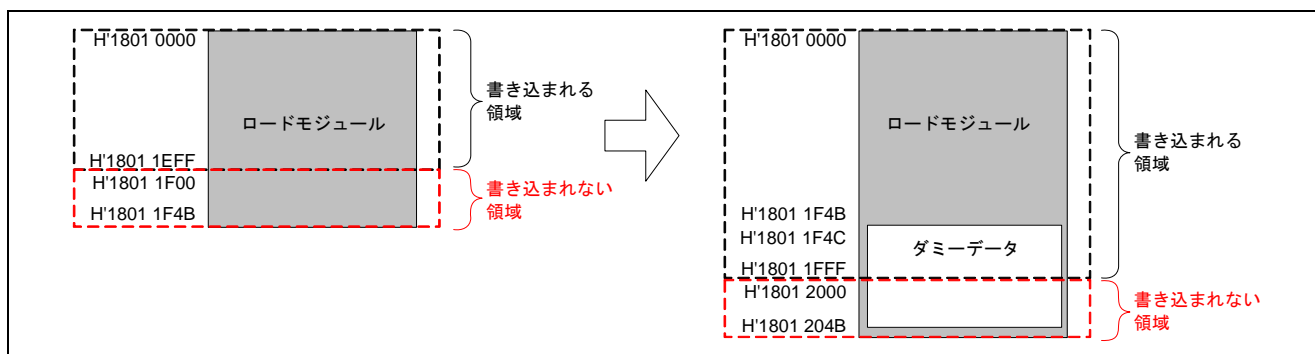 H'1801 0000
ロードモジュール
書き込まれる
領域
H'1801 1EFF
H'1801 1F00
H'1801 1F4B
書き込まれない
領域
H'1801 0000
ロードモジュール
書き込まれる
領域
H'1801 1F4B
H'1801 1F4C
ダミーデータ
H'1801 1FFF
H'1801 2000
H'1801 204B
書き込まれない
領域